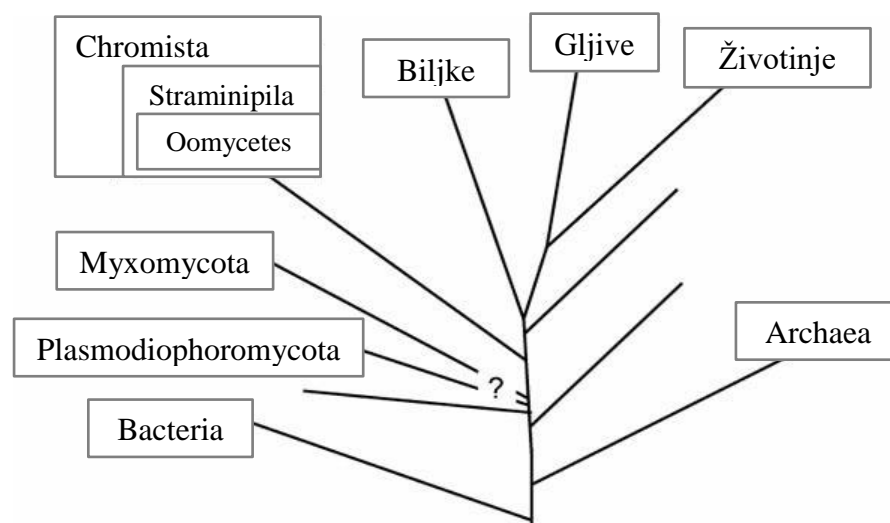 Chromista
Straminipila
Oomycetes
Biljke
Gljive
Životinje
Myxomycota
Plasmodiophoromycota
?
Archaea
Bacteria